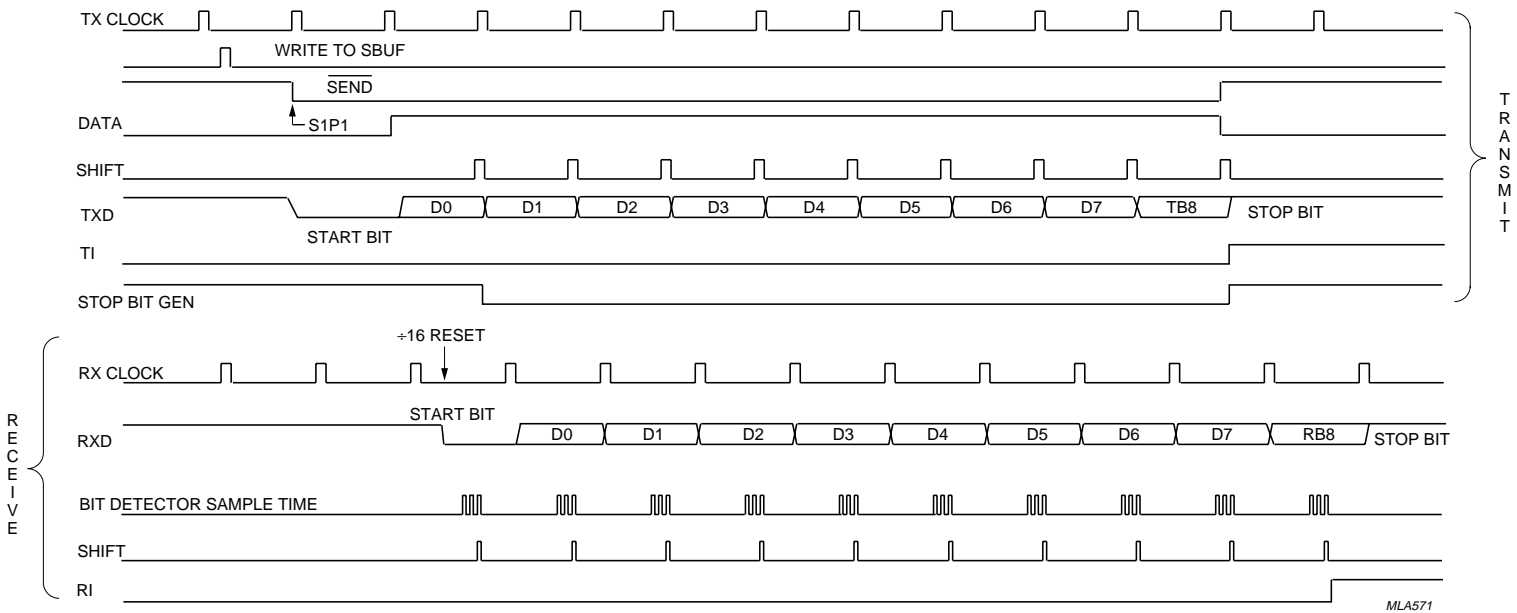 TX CLOCK
WRITE TO SBUF
SEND
S1P1
DATA
SHIFT
TXD
D0 D1 D2 D3 D4 D5 D6 D7 TB8
STOP BIT
START BIT
TI
STOP BIT GEN
TRANSMIT
÷16 RESET
RX CLOCK
START BIT
RXD
D0 D1 D2 D3 D4 D5 D6 D7 RB8
STOP BIT
BIT DETECTOR SAMPLE TIME
SHIFT
RI
RECEIVE
MLA571